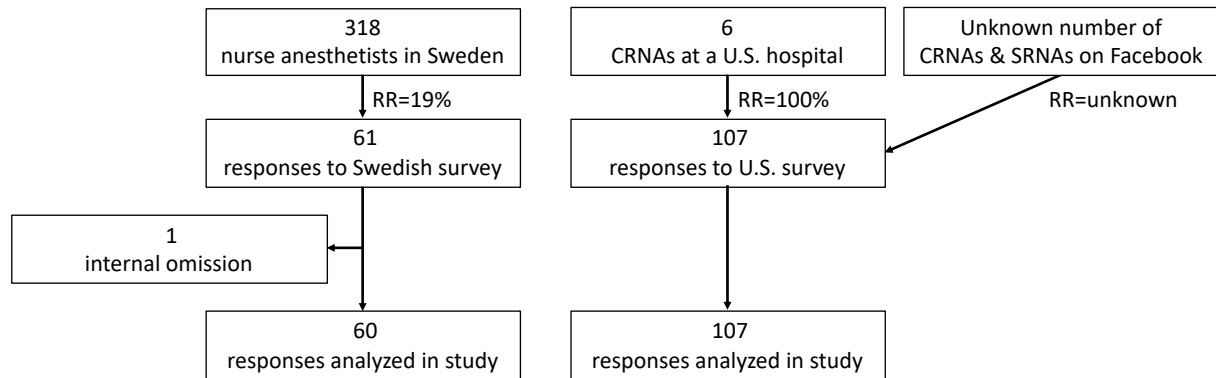 318
nurse anesthetists in Sweden
6
CRNAs at a U.S. hospital
Unknown number of
CRNAs & SRNAs on Facebook
RR=19%
RR=100%
RR=unknown
61
responses to Swedish survey
107
responses to U.S. survey
1
internal omission
60
responses analyzed in study
107
responses analyzed in study